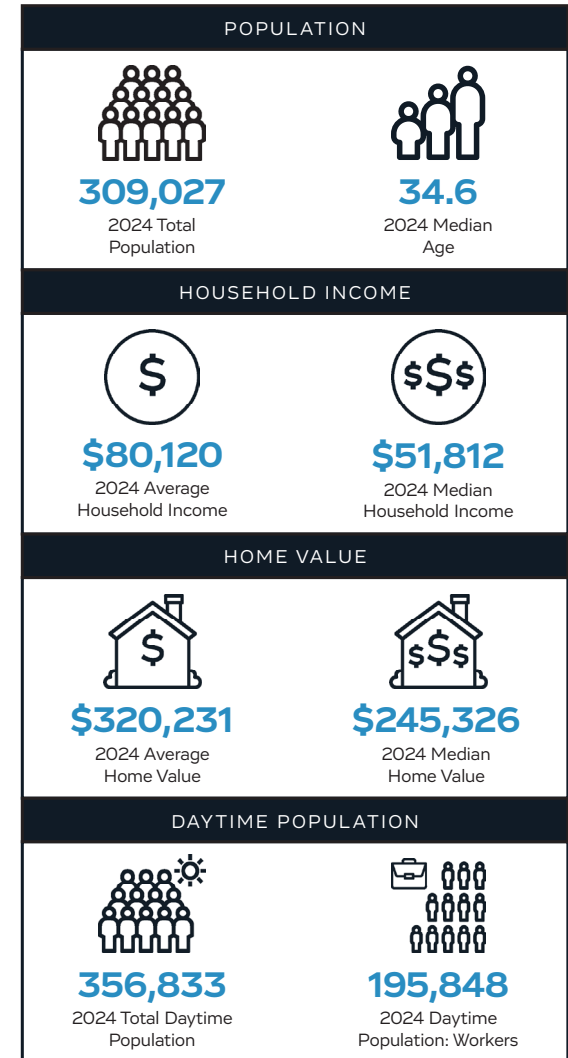 POPULATION
309,027
2024 Total
Population
34.6
2024 Median
Age
HOUSEHOLD INCOME
$
$80,120
2024 Average
Household Income
$$$
$51,812
2024 Median
Household Income
HOME VALUE
$
$320,231
2024 Average
Home Value
$$$
$245,326
2024 Median
Home Value
DAYTIME POPULATION
356,833
2024 Total Daytime
Population
195,848
2024 Daytime
Population: Workers